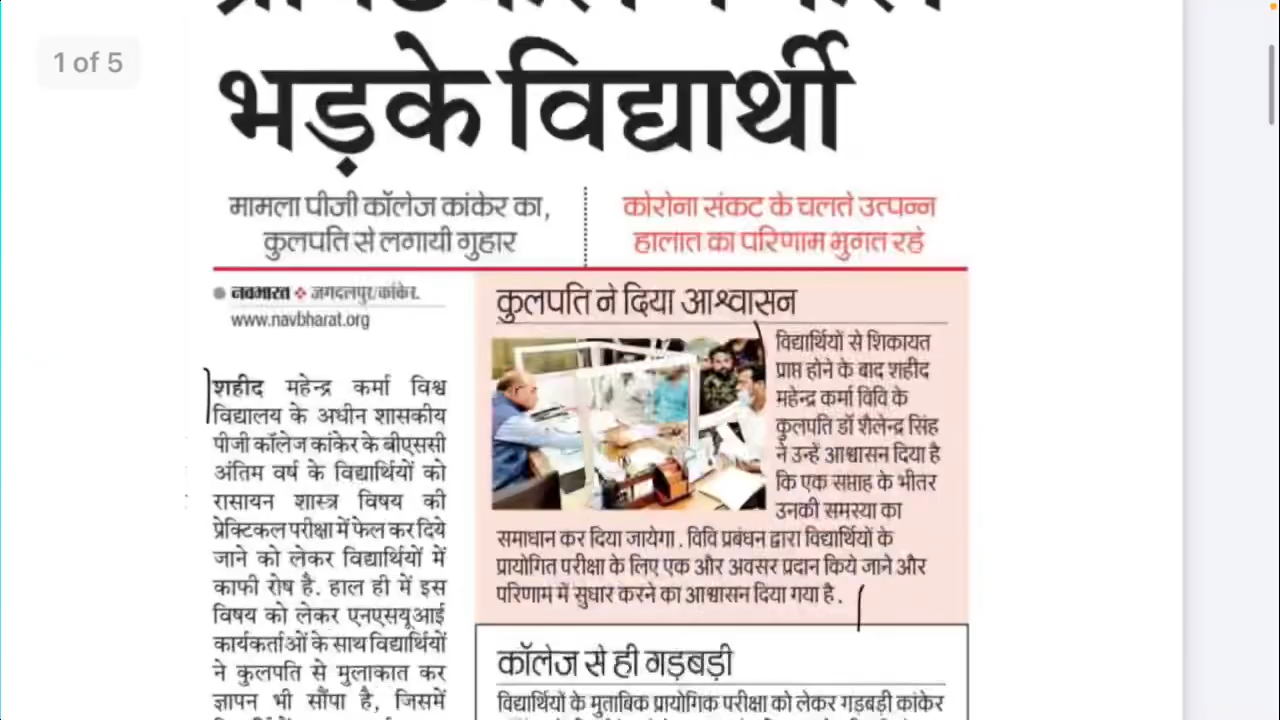 1 of 5
भड़के विद्यार्थी
मामला पीजी कॉलेज कांकेर का,
कुलपति से लगायी गुहार
कोरोना संकट के चलते उत्पन्न
हालात का परिणाम भुगत रहे
नवभारत जगदलपुर/कांकेर.
www.navbharat.org
शहीद महेन्द्र कर्मा विश्व
विद्यालय के अधीन शासकीय
पीजी कॉलेज कांकेर के बीएससी
अंतिम वर्ष के विद्यार्थियों को
रासायन शास्त्र विषय की
प्रेक्टिकल परीक्षा में फेल कर दिये
जाने को लेकर विद्यार्थियों में
काफी रोष है. हाल ही में इस
विषय को लेकर एनएसयूआई
कार्यकर्ताओं के साथ विद्यार्थियों
ने कुलपति से मुलाकात कर
ज्ञापन भी सौंपा है, जिसमें
कुलपति ने दिया आश्वासन
विद्यार्थियों से शिकायत
प्राप्त होने के बाद शहीद
महेन्द्र कर्मा विवि के
कुलपति डॉ शैलेन्द्र सिंह
ने उन्हें आश्वासन दिया है
कि एक सप्ताह के भीतर
उनकी समस्या का
समाधान कर दिया जायेगा. विवि प्रबंधन द्वारा विद्यार्थियों के
प्रायोगित परीक्षा के लिए एक और अवसर प्रदान किये जाने और
परिणाम में सुधार करने का आश्वासन दिया गया है.
कॉलेज से ही गड़बड़ी
विद्यार्थियों के मुताबिक प्रायोगिक परीक्षा को लेकर गड़बड़ी कांकेर